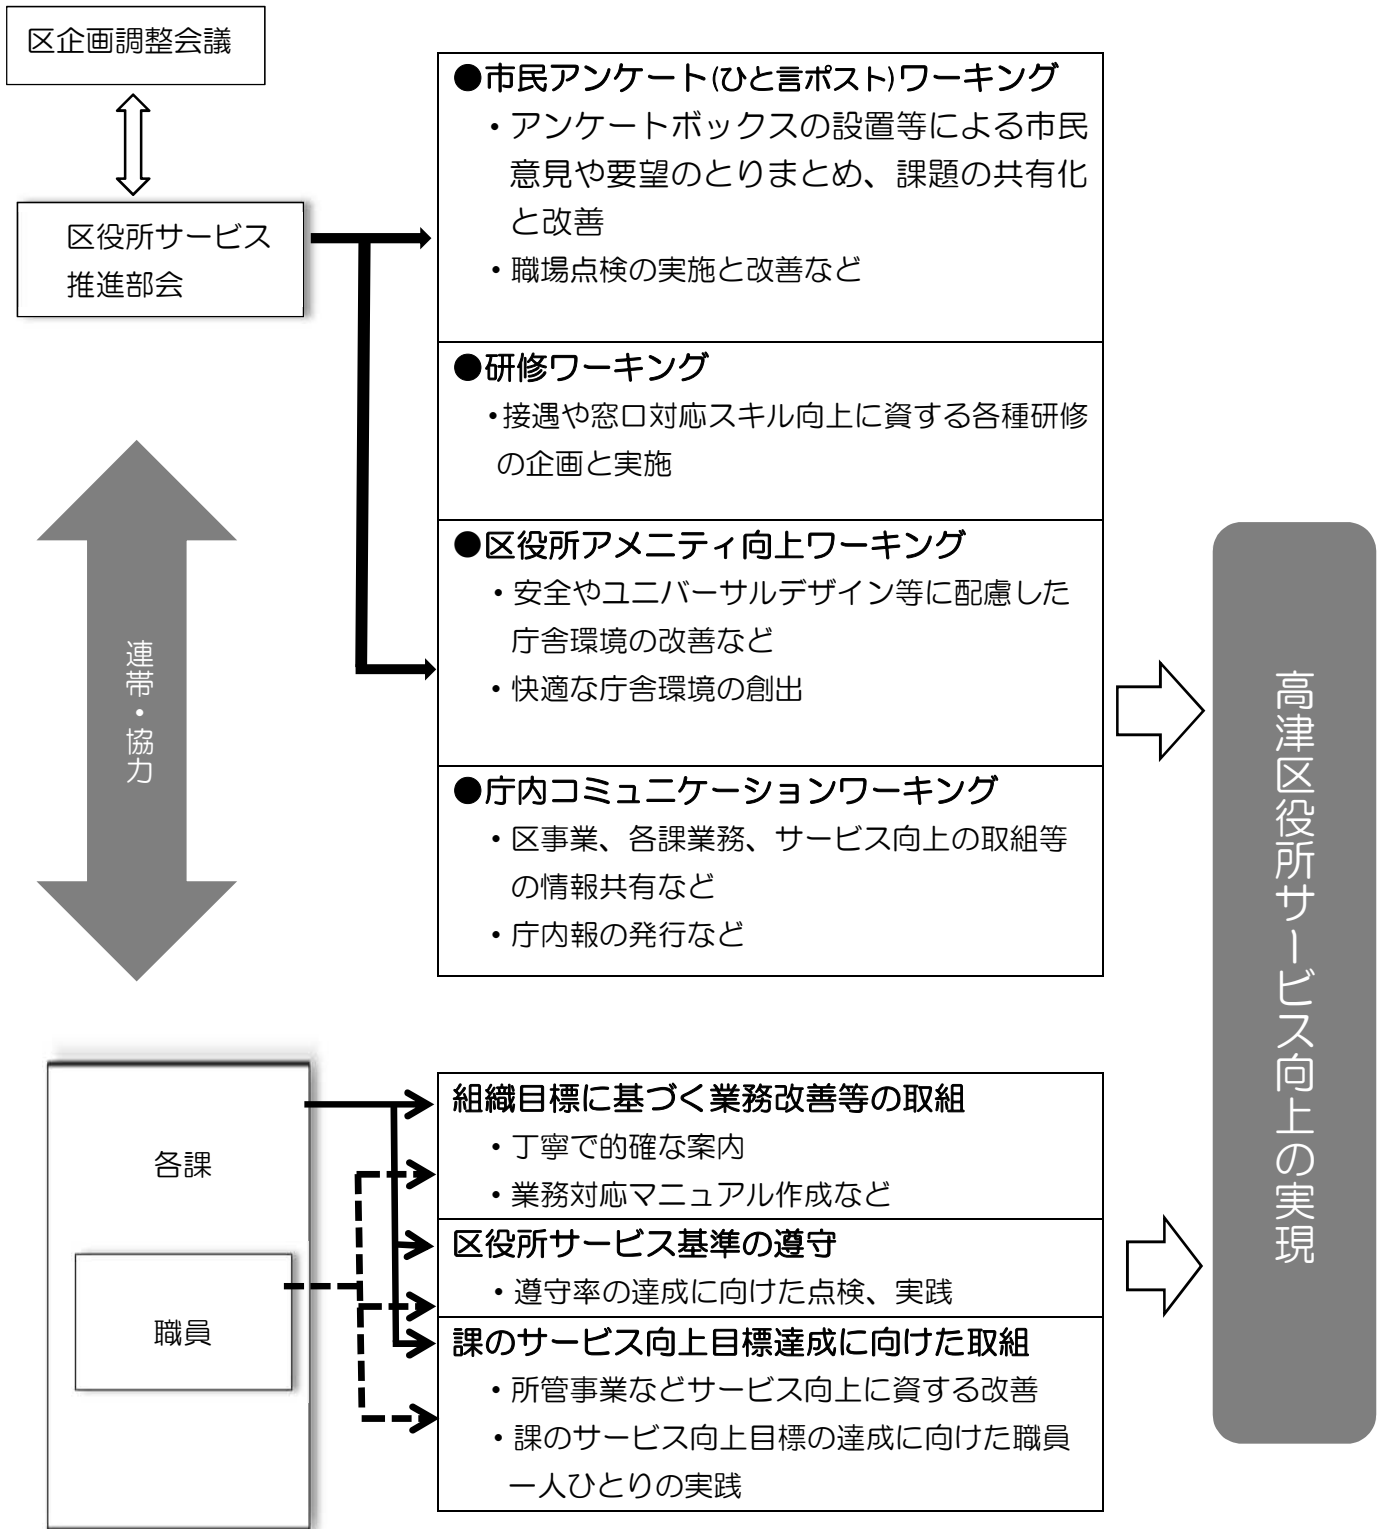 区企画調整会議
区役所サービス
推進部会
●市民アンケート(ひと言ポスト)ワーキング
・アンケートボックスの設置等による市民
意見や要望のとりまとめ、課題の共有化
と改善
・職場点検の実施と改善など
●研修ワーキング
・接遇や窓口対応スキル向上に資する各種研修
の企画と実施
●区役所アメニティ向上ワーキング
・安全やユニバーサルデザイン等に配慮した
庁舎環境の改善など
・快適な庁舎環境の創出
●庁内コミュニケーションワーキング
・区事業、各課業務、サービス向上の取組等
の情報共有など
・庁内報の発行など
連帯・協力
各課
職員
組織目標に基づく業務改善等の取組
・丁寧で的確な案内
・業務対応マニュアル作成など
区役所サービス基準の遵守
・遵守率の達成に向けた点検、実践
課のサービス向上目標達成に向けた取組
・所管事業などサービス向上に資する改善
・課のサービス向上目標の達成に向けた職員
一人ひとりの実践
高津区役所サービス向上の実現